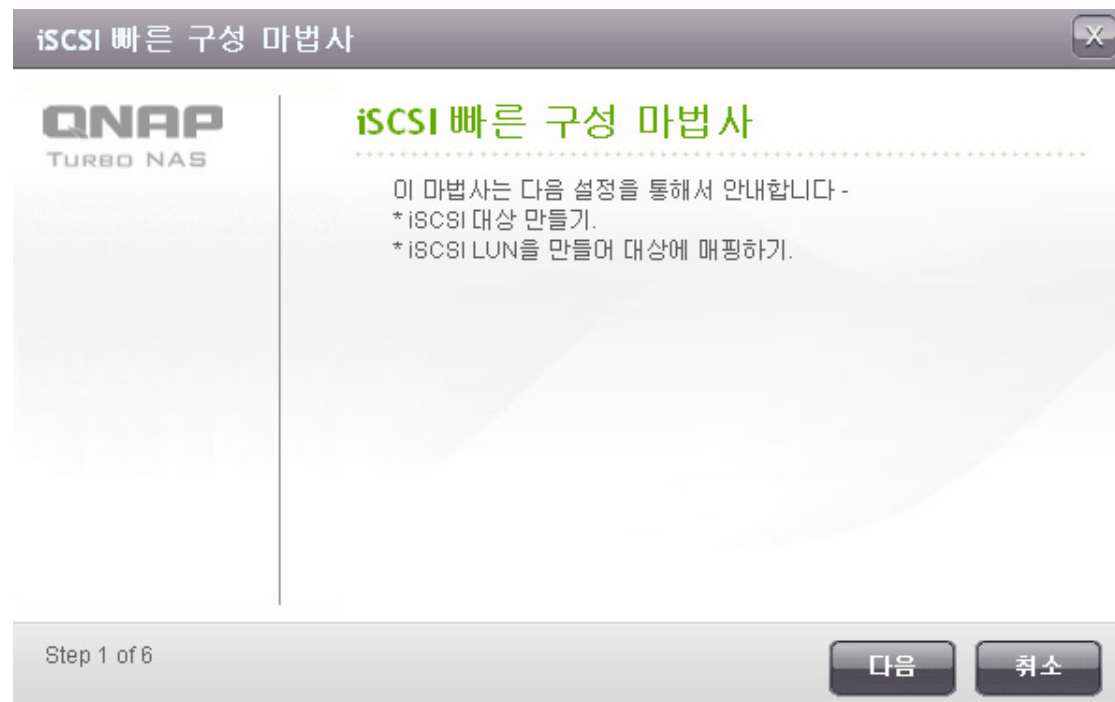 iSCSI 빠른 구성 마법사
X
QNAP
TURBO NAS
iSCSI 빠른 구성 마법사
이 마법사는 다음 설정을 통해서 안내합니다 -
* iSCSI 대상 만들기.
* iSCSI LUN을 만들어 대상에 매핑하기.
Step 1 of 6
다음
취소